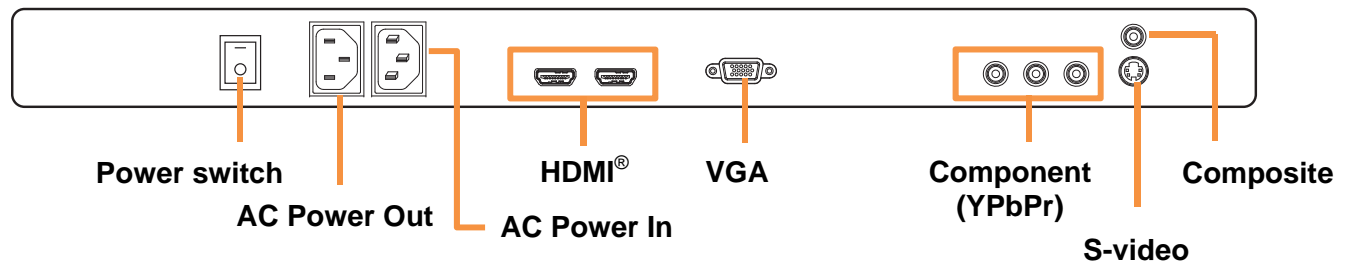 Power switch
AC Power Out
AC Power In
HDMI®
VGA
Component
(YPbPr)
S-video
Composite